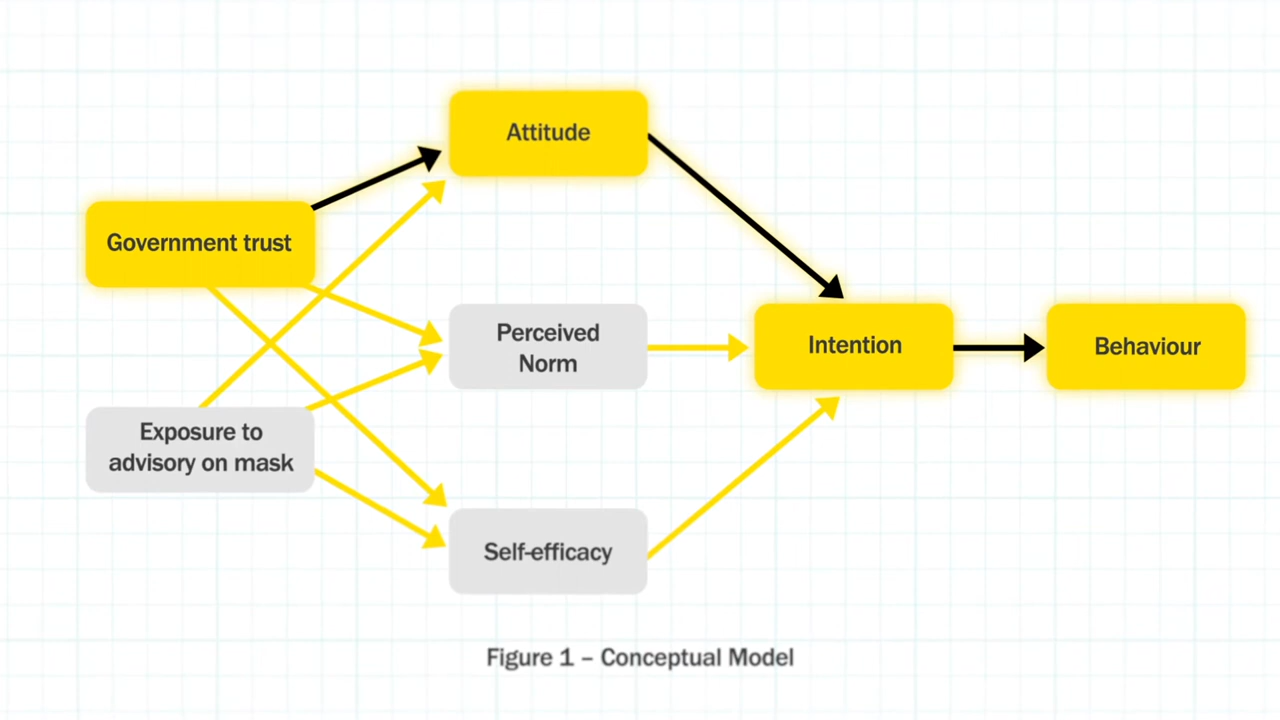 Attitude
Government trust
Perceived
Norm
Intention
Behaviour
Exposure to
advisory on mask
Self-efficacy
Figure 1 – Conceptual Model